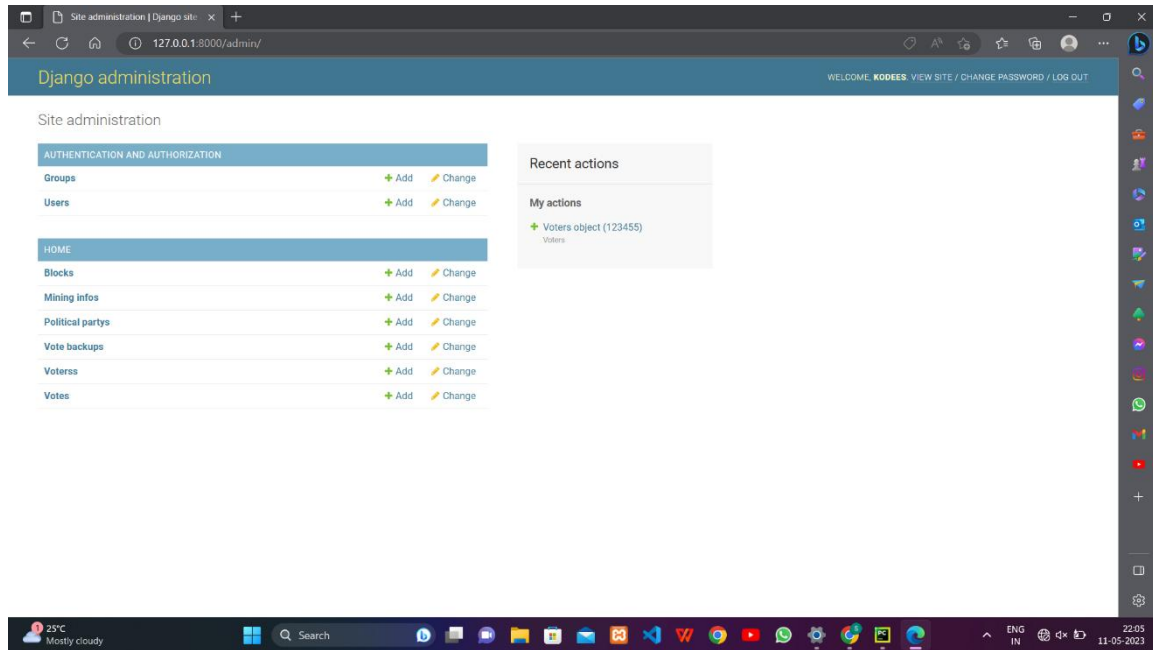 Site administration | Django site
127.0.0.1:8000/admin/
Django administration
WELCOME, KODEES. VIEW SITE / CHANGE PASSWORD / LOG OUT
Site administration
AUTHENTICATION AND AUTHORIZATION
Groups + Add Change
Users + Add Change
HOME
Blocks + Add Change
Mining infos + Add Change
Political partys + Add Change
Vote backups + Add Change
Voterss + Add Change
Votes + Add Change
Recent actions
My actions
+ Voters object (123455)
Voters
1
25°C
Mostly cloudy
Search
ENG
IN
22:05
11-05-2023